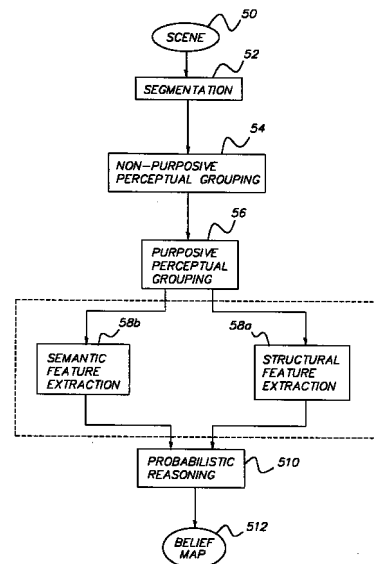 50
SCENE
52
SEGMENTATION
54
NON-PURPOSIVE
PERCEPTUAL GROUPING
56
PURPOSIVE
PERCEPTUAL
GROUPING
58b
58a
SEMANTIC
FEATURE
EXTRACTION
STRUCTURAL
FEATURE
EXTRACTION
PROBABILISTIC
REASONING
510
512
BELIEF
MAP